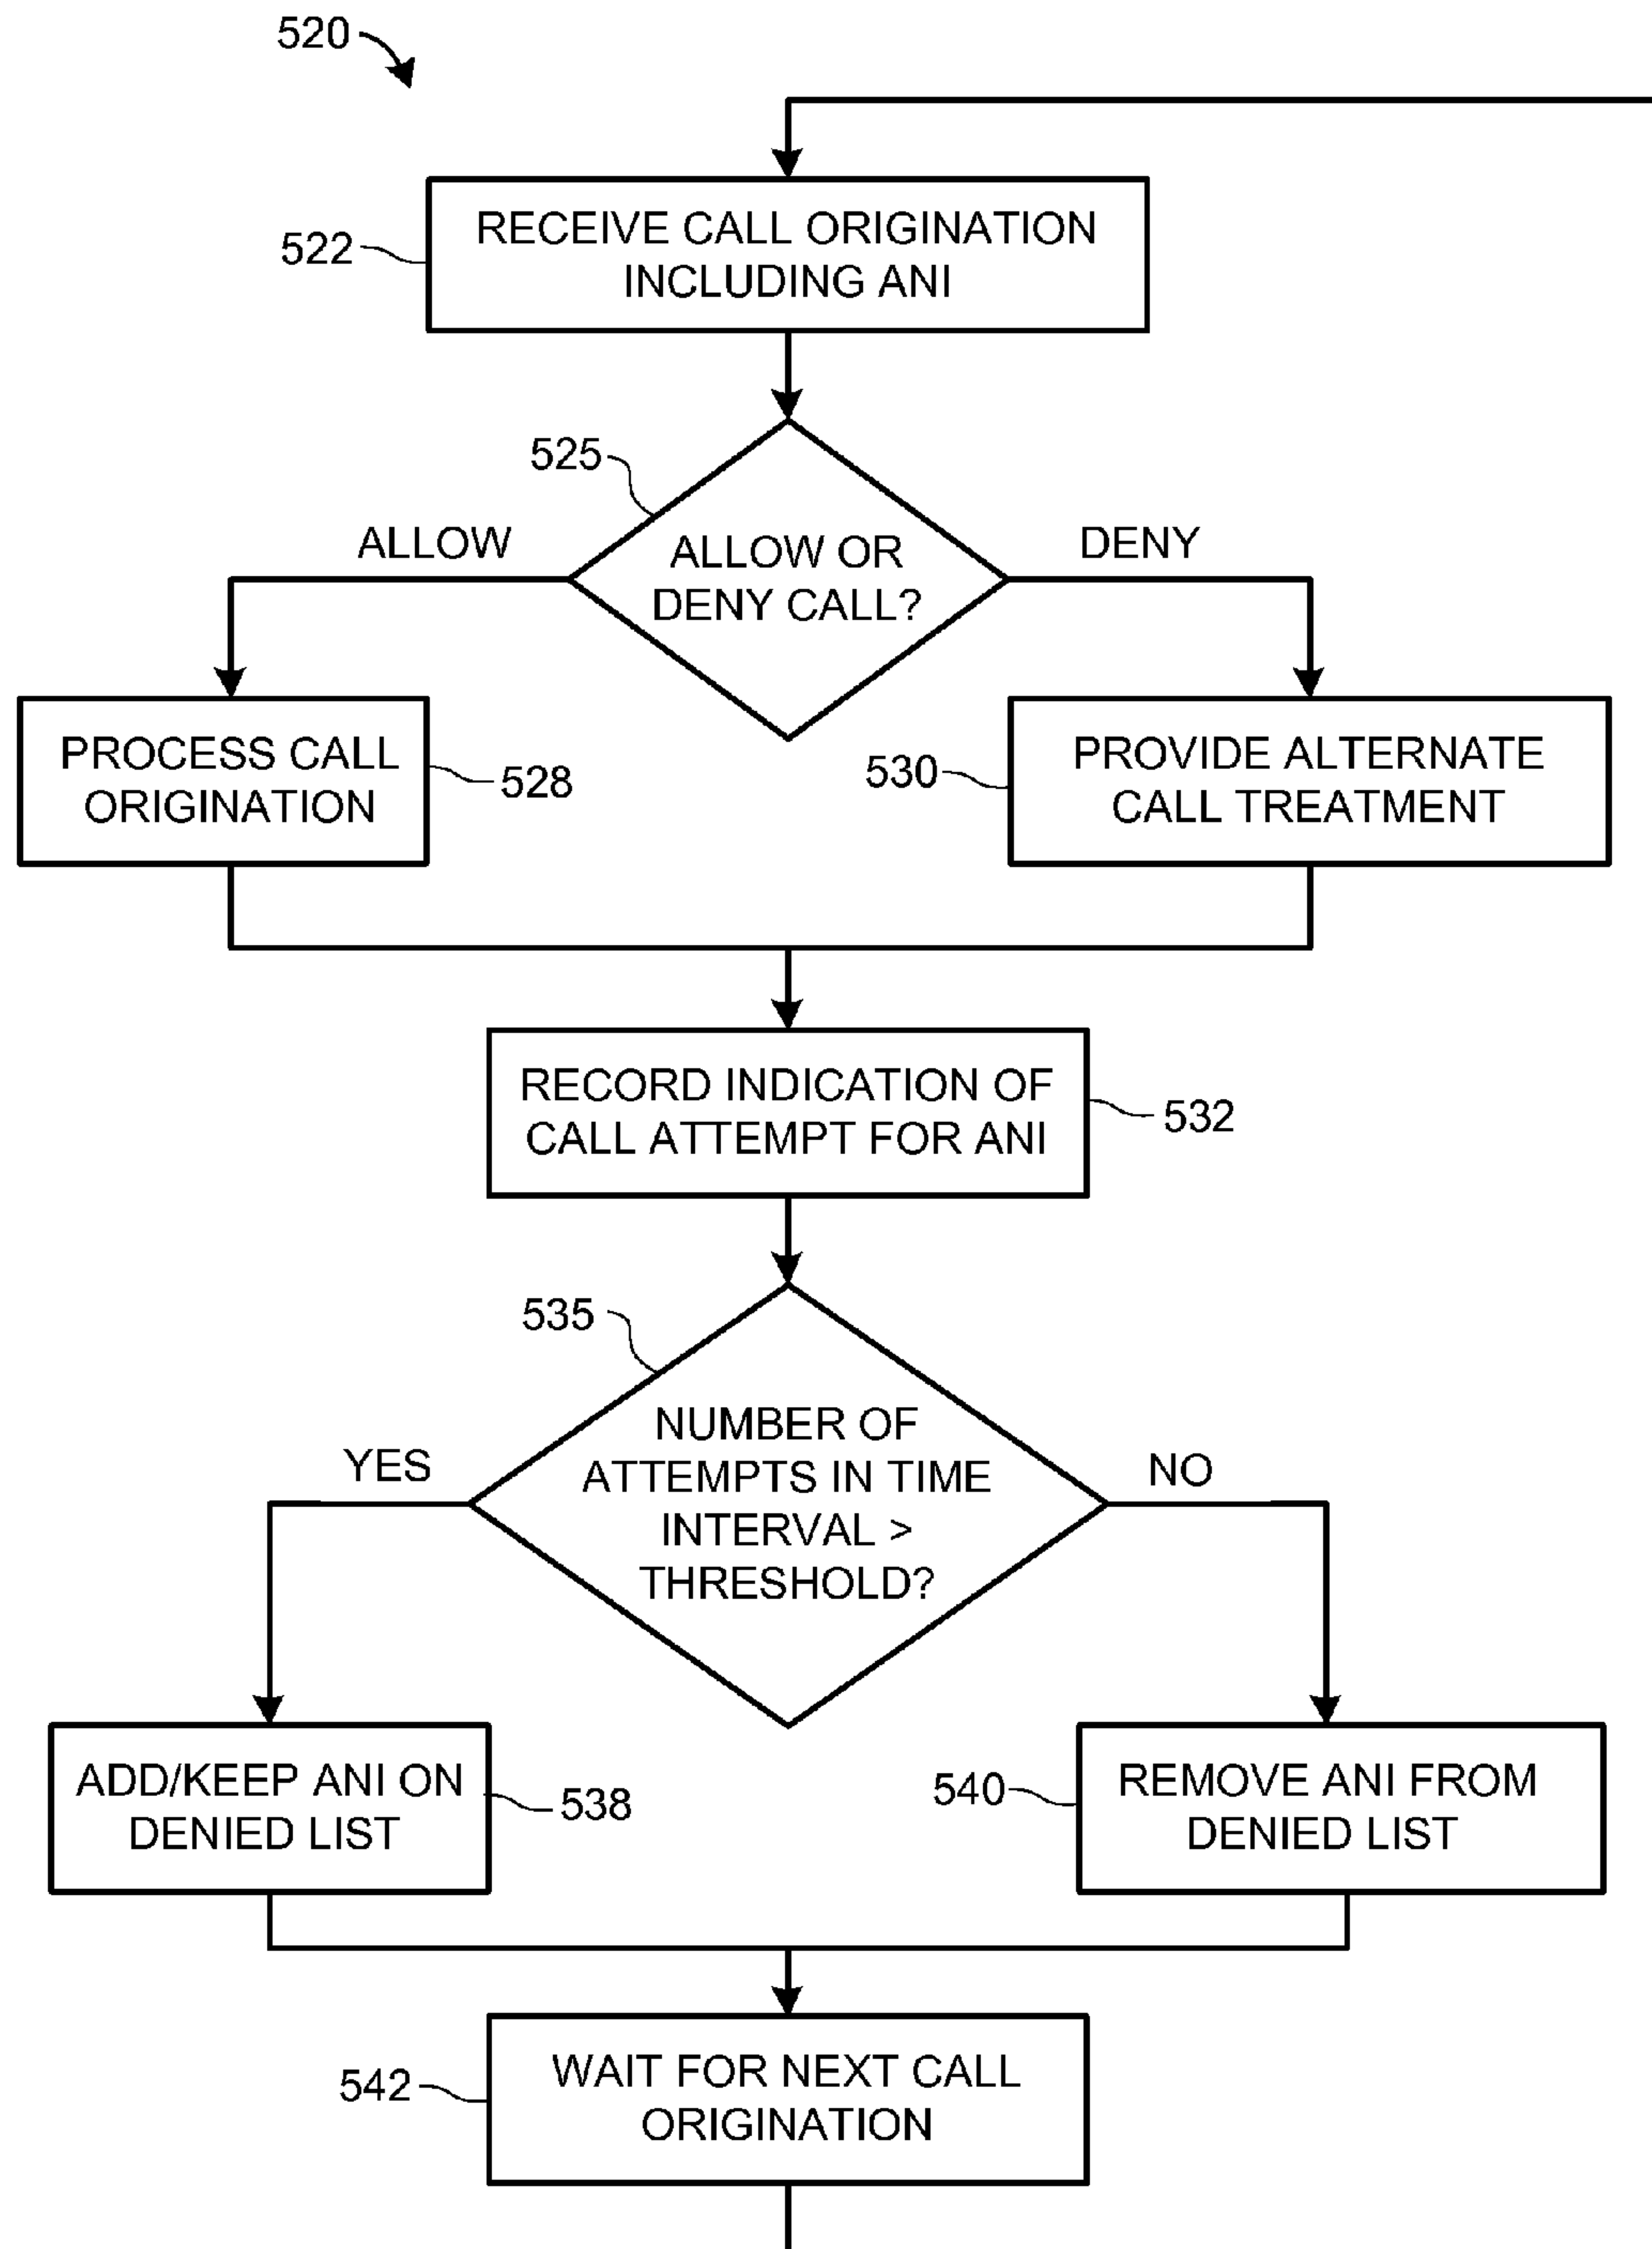 520
RECEIVE CALL ORIGINATION
INCLUDING ANI
522
525
ALLOW
DENY
ALLOW OR
DENY CALL?
PROCESS CALL
ORIGINATION
528
530
PROVIDE ALTERNATE
CALL TREATMENT
RECORD INDICATION OF
CALL ATTEMPT FOR ANI
532
535
YES
NO
NUMBER OF
ATTEMPTS IN TIME
INTERVAL >
THRESHOLD?
ADD/KEEP ANI ON
DENIED LIST
538
540
REMOVE ANI FROM
DENIED LIST
542
WAIT FOR NEXT CALL
ORIGINATION